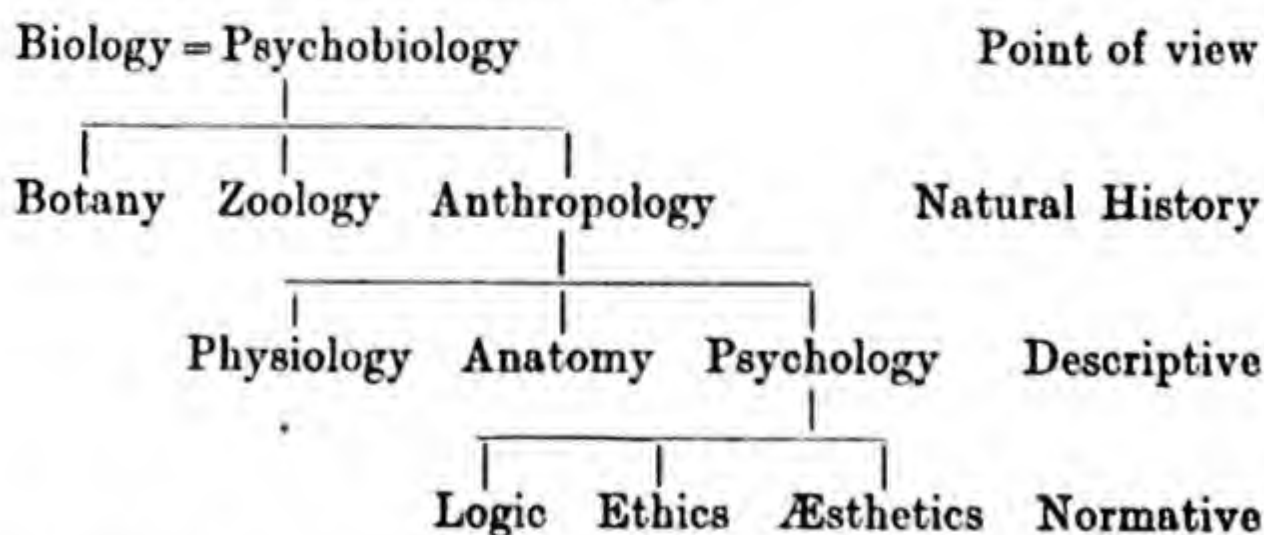 Biology = Psychobiology Point of view
Botany Zoology Anthropology Natural History
Physiology Anatomy Psychology Descriptive
Logic Ethics Æsthetics Normative